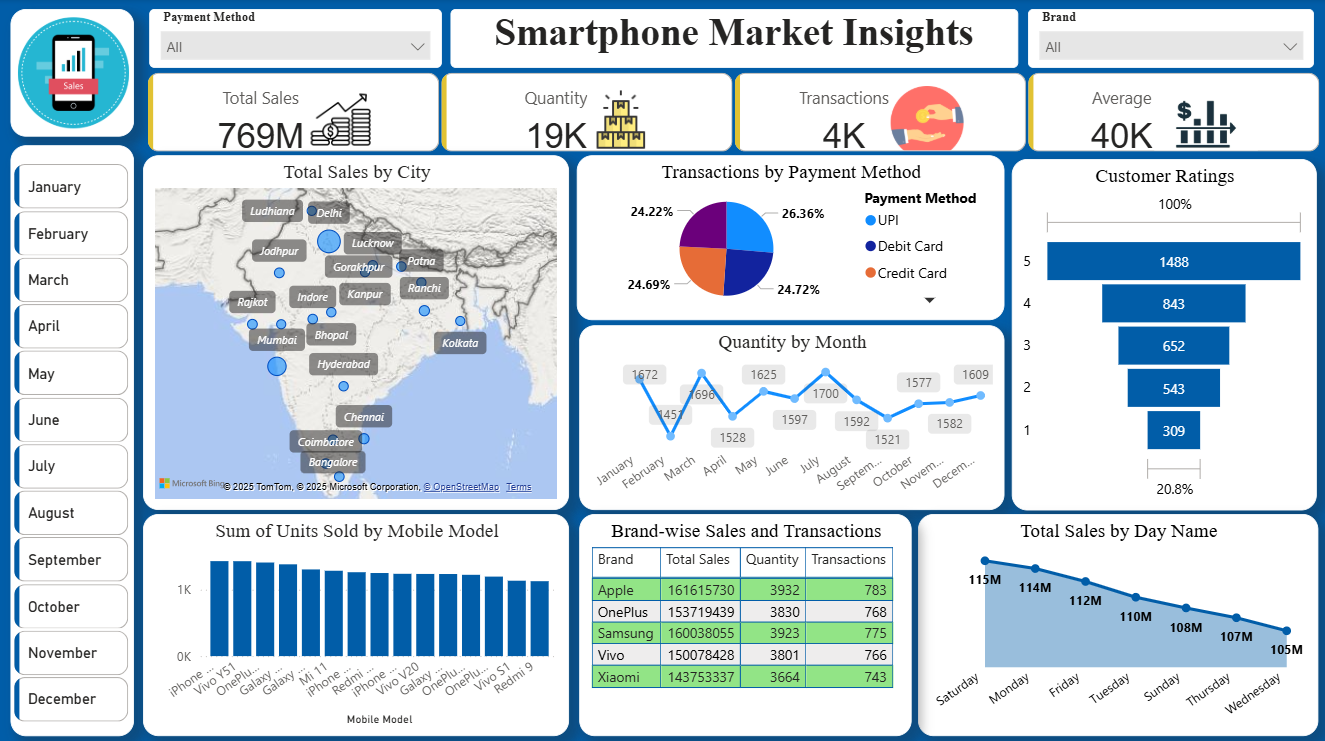 Payment Method
All
Smartphone Market Insights
Brand
All
Sales
Total Sales
769M
Quantity
19K
Transactions
4K
Average
40K
January
February
March
April
May
June
July
August
September
October
November
December
Total Sales by City
Ludhiana
Delhi
Jodhpur
Lucknow
Gorakhpur
Patna
Rajkot
Indore
Kanpur
Ranchi
Mumbai
Bhopal
Kolkata
Hyderabad
Chennai
Coimbatore
Bangalore
Microsoft Bing
© 2025 TomTom, © 2025 Microsoft Corporation, © OpenStreetMap Terms
Transactions by Payment Method
24.22%
26.36%
24.69%
24.72%
Payment Method
UPI
Debit Card
Credit Card
Quantity by Month
1672
1451
1696
1528
1625
1597
1700
1592
1521
1577
1582
1609
January
February
March
April
May
June
July
August
Septem...
October
Novem...
Decem...
Customer Ratings
100%
5 1488
4 843
3 652
2 543
1 309
20.8%
Sum of Units Sold by Mobile Model
1K
0K
iPhone ...
Vivo Y51
OnePlu...
Galaxy ...
Galaxy ...
Mi 11
iPhone ...
Redmi ...
iPhone ...
Vivo V20
Galaxy ...
OnePlu...
OnePlu...
Vivo S1
Redmi 9
Mobile Model
Brand-wise Sales and Transactions
Brand Total Sales Quantity Transactions
Apple 161615730 3932 783
OnePlus 153719439 3830 768
Samsung 160038055 3923 775
Vivo 150078428 3801 766
Xiaomi 143753337 3664 743
Total Sales by Day Name
115M
114M
112M
110M
108M
107M
105M
Saturday
Monday
Friday
Tuesday
Sunday
Thursday
Wednesday